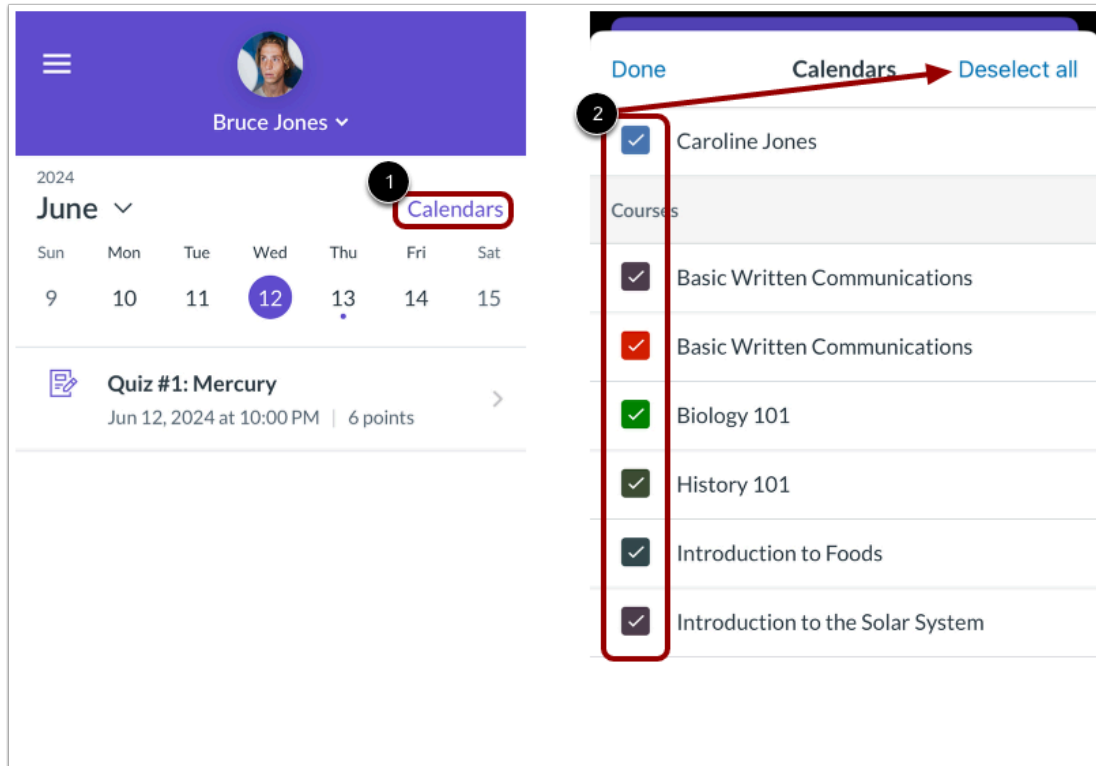 Bruce Jones
2024
June
1
Calendars
Sun Mon Tue Wed Thu Fri Sat
9 10 11 12 13 14 15
Quiz #1: Mercury
Jun 12, 2024 at 10:00 PM | 6 points
Done Calendars Deselect all
2
Caroline Jones
Courses
Basic Written Communications
Basic Written Communications
Biology 101
History 101
Introduction to Foods
Introduction to the Solar System